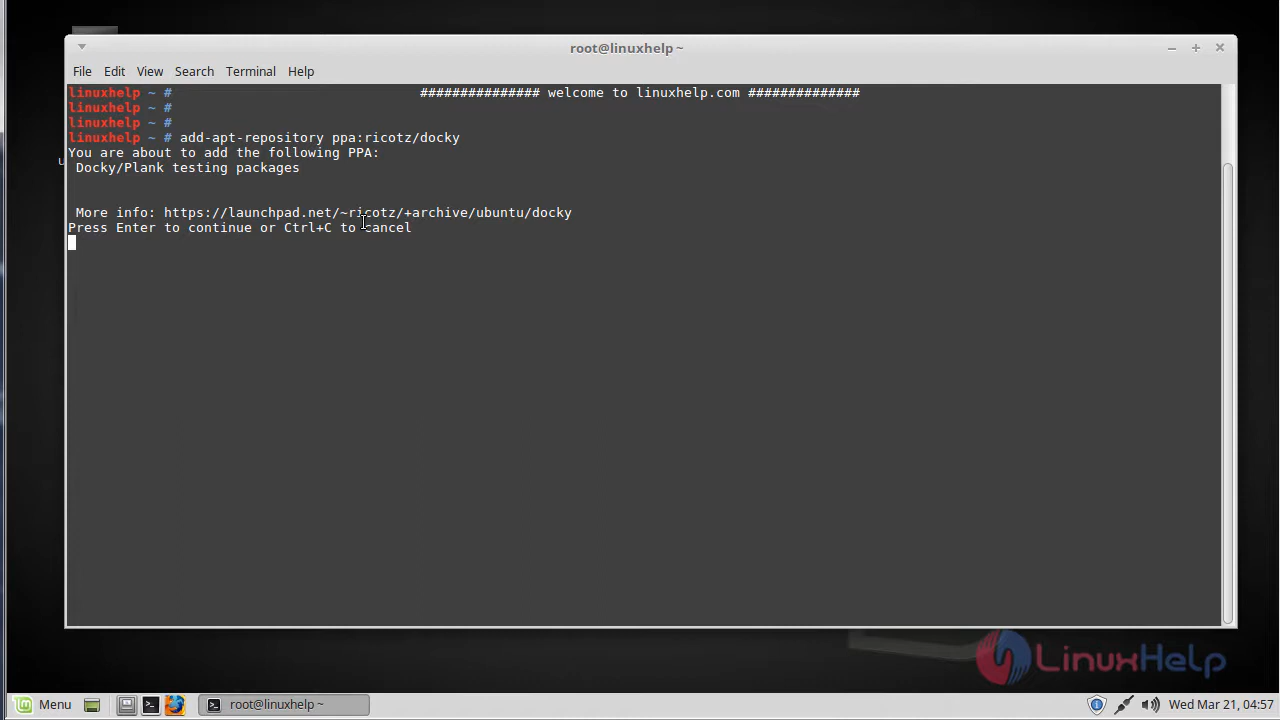 root@linuxhelp ~
File Edit View Search Terminal Help
linuxhelp ~ # ############### welcome to linuxhelp.com ##############
linuxhelp ~ #
linuxhelp ~ #
linuxhelp ~ # add-apt-repository ppa:ricotz/docky
You are about to add the following PPA:
Docky/Plank testing packages
u
More info: https://launchpad.net/~ricotz/+archive/ubuntu/docky
Press Enter to continue or Ctrl+C to cancel
LinuxHelp
Menu root@linuxhelp ~ Wed Mar 21, 04:57